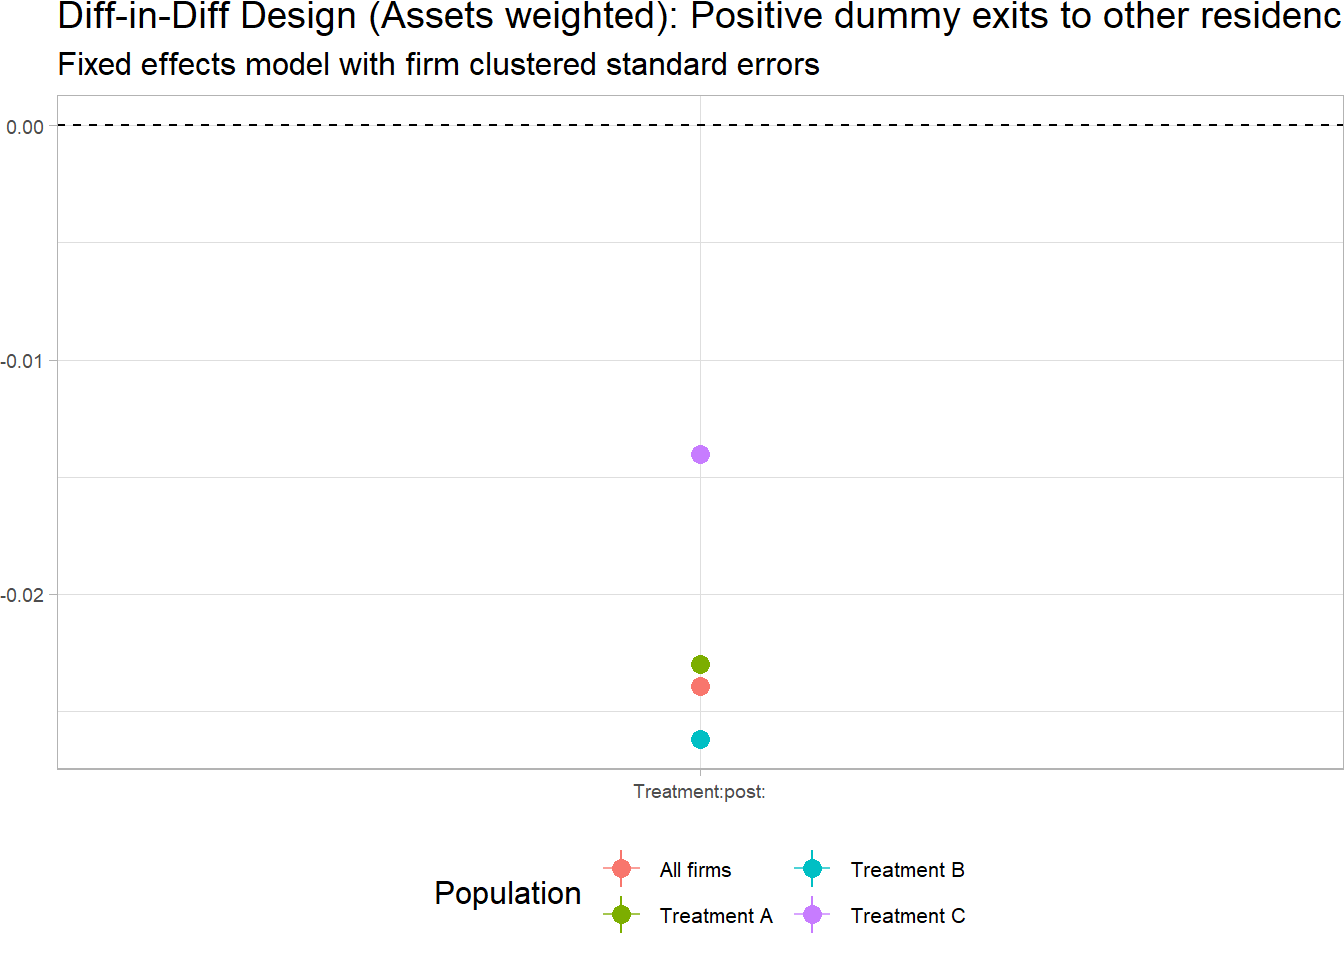 Diff-in-Diff Design (Assets weighted): Positive dummy exits to other residenc
Fixed effects model with firm clustered standard errors
0.00
-0.01
-0.02
Treatment:post:
Population
All firms
Treatment B
Treatment A
Treatment C